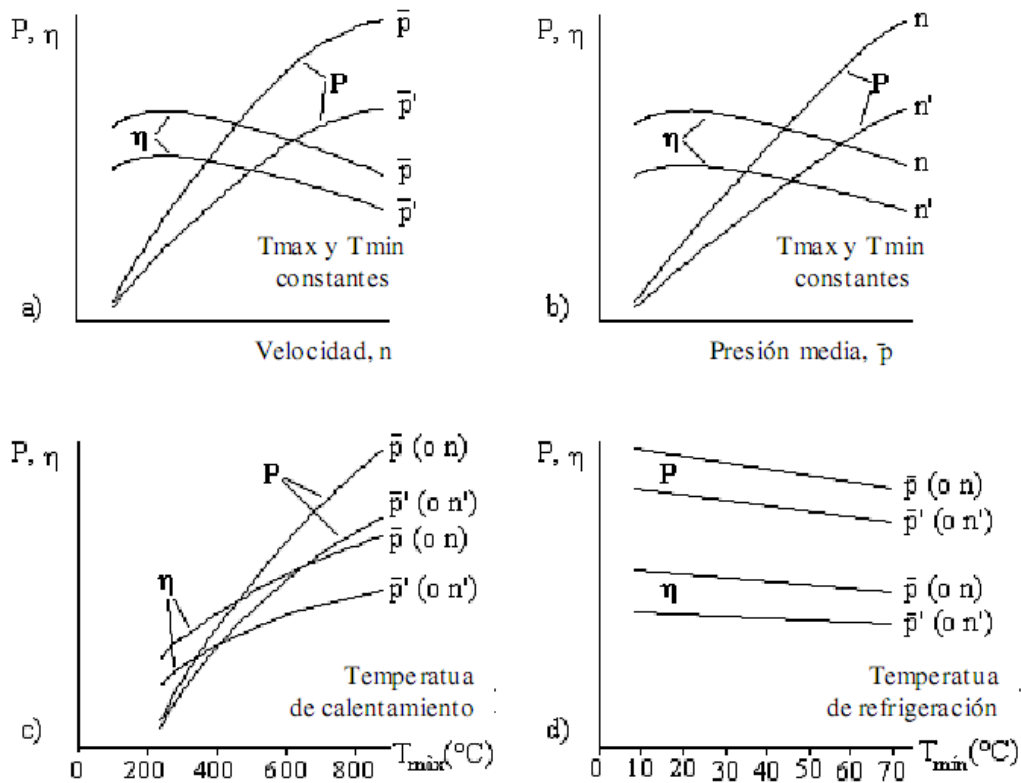 P, η
p̄
P
p̄'
η
p̄
p̄'
Tmax y Tmin
constantes
a)
Velocidad, n
P, η
n
P
n'
η
n
n'
Tmax y Tmin
constantes
b)
Presión media, p̄
P, η
p̄ (o n)
P
p̄' (o n')
p̄ (o n)
η
p̄' (o n')
Temperatua
de calentamiento
c)
0 200 400 600 800 Tmàx(°C)
P, η
P
p̄ (o n)
p̄' (o n')
η
p̄ (o n)
p̄' (o n')
Temperatua
de refrigeración
d)
0 10 20 30 40 50 60 70 Tmín(°C)